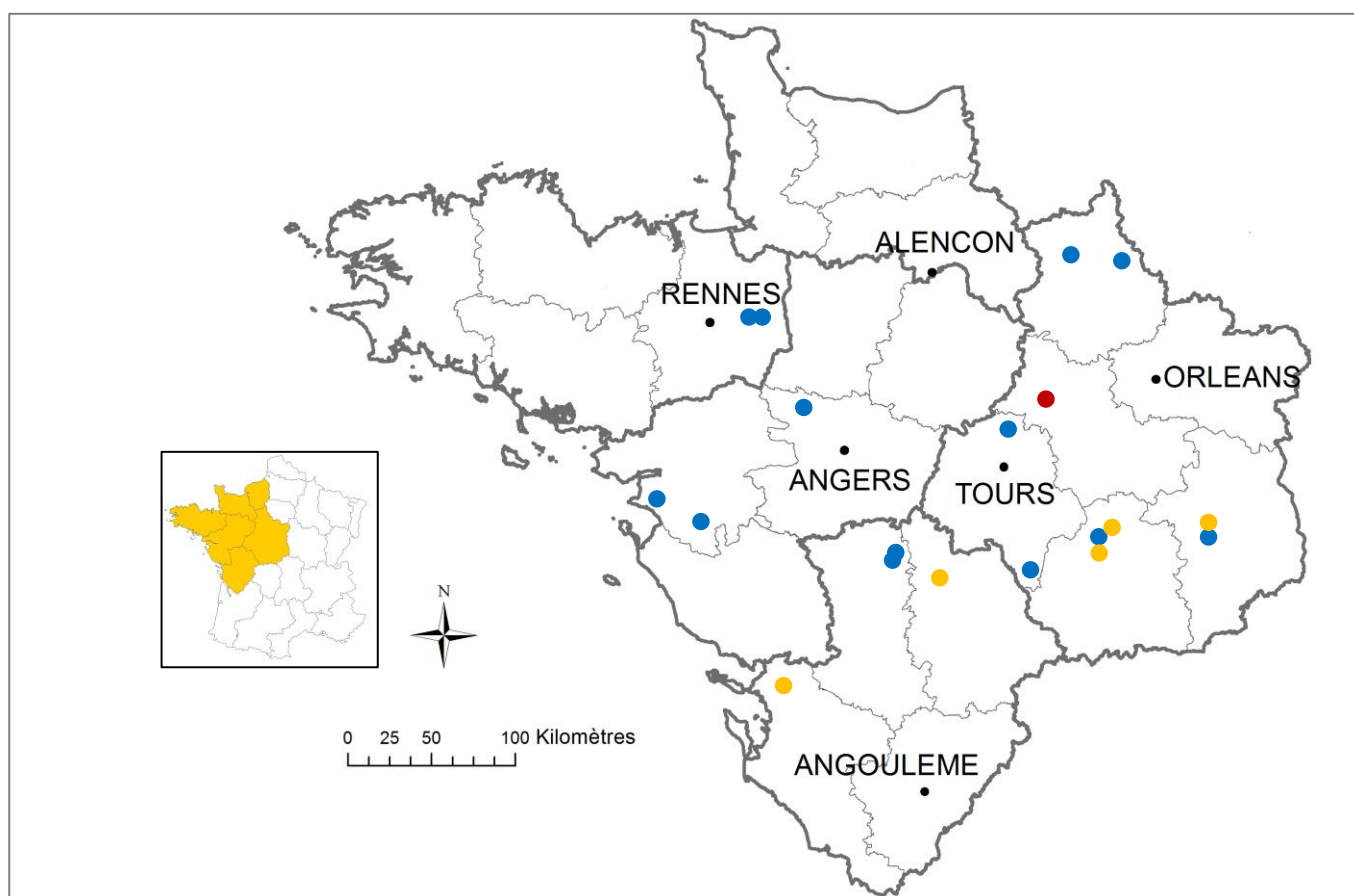 ALENCON
RENNES
ORLEANS
ANGERS
TOURS
N
0 25 50 100 Kilomètres
ANGOULEME